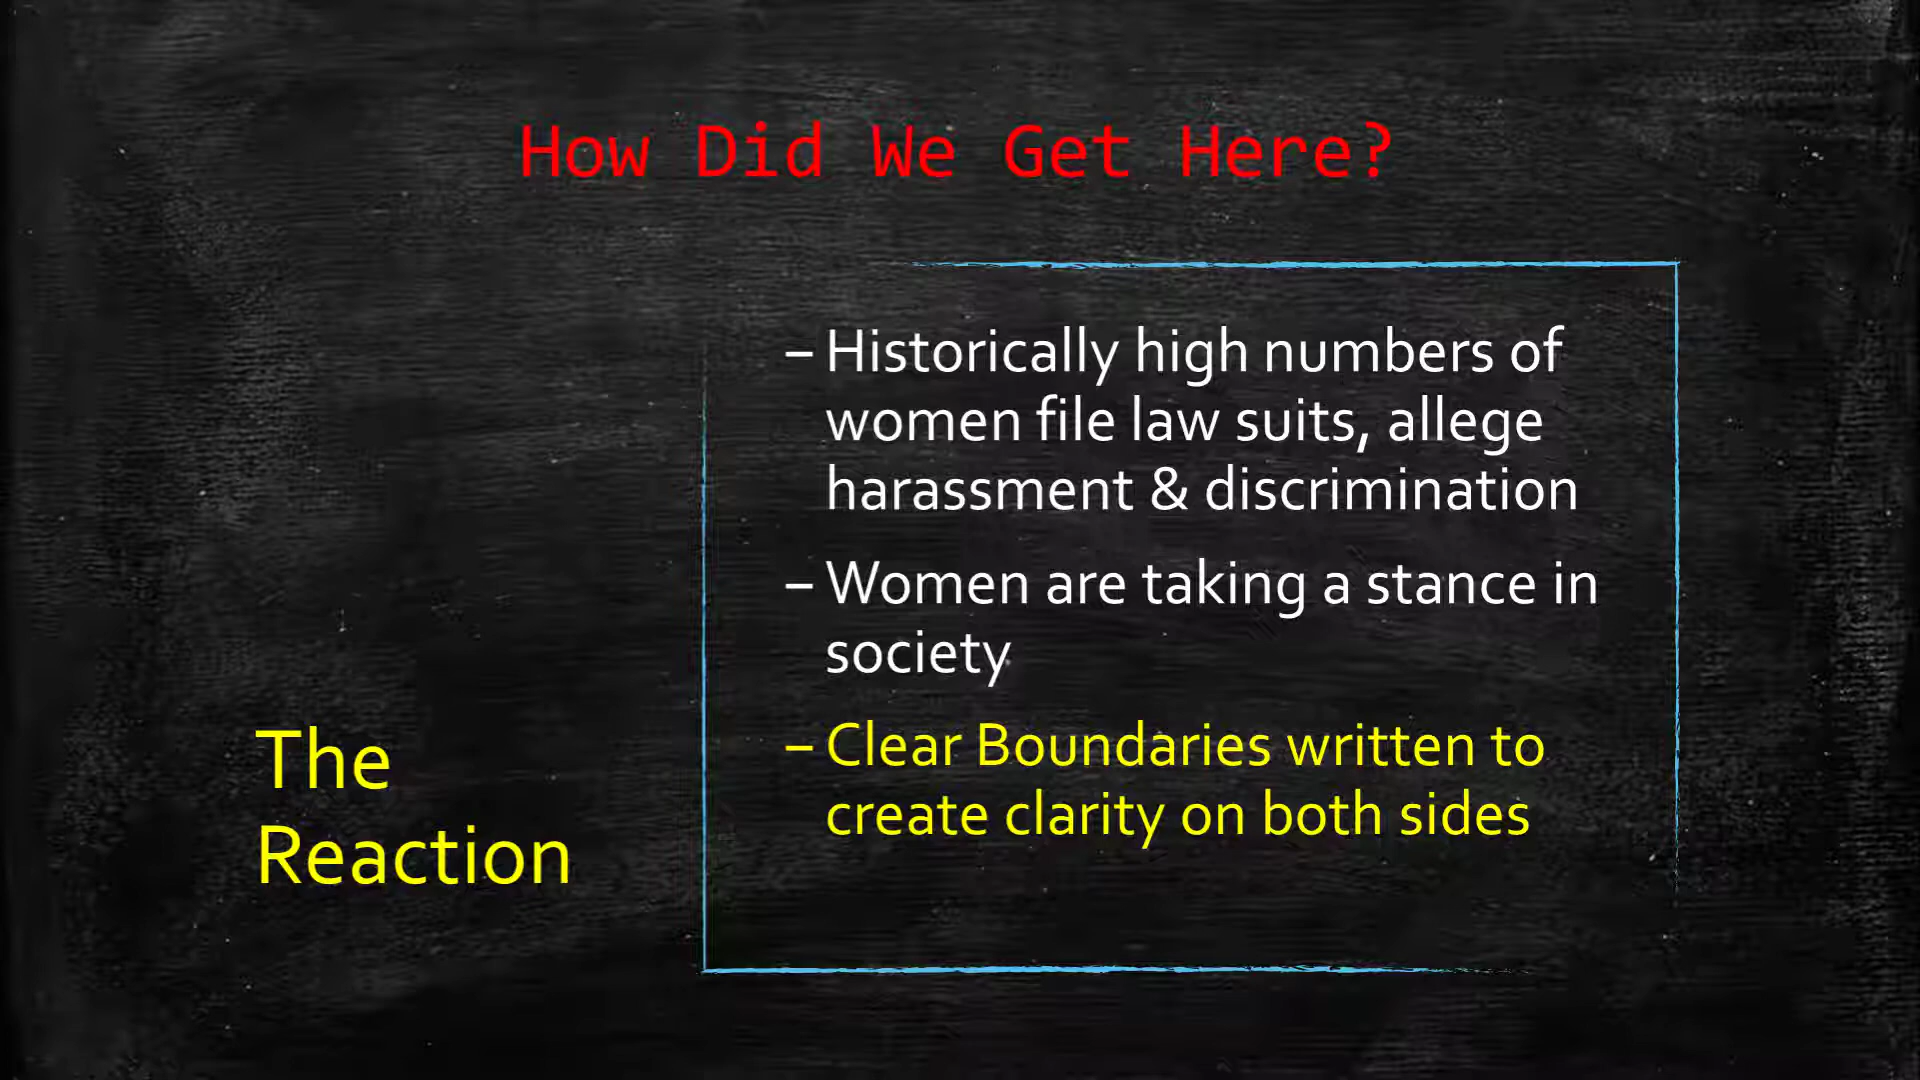 How Did We Get Here?
– Historically high numbers of
women file law suits, allege
harassment & discrimination
– Women are taking a stance in
society
– Clear Boundaries written to
create clarity on both sides
The
Reaction